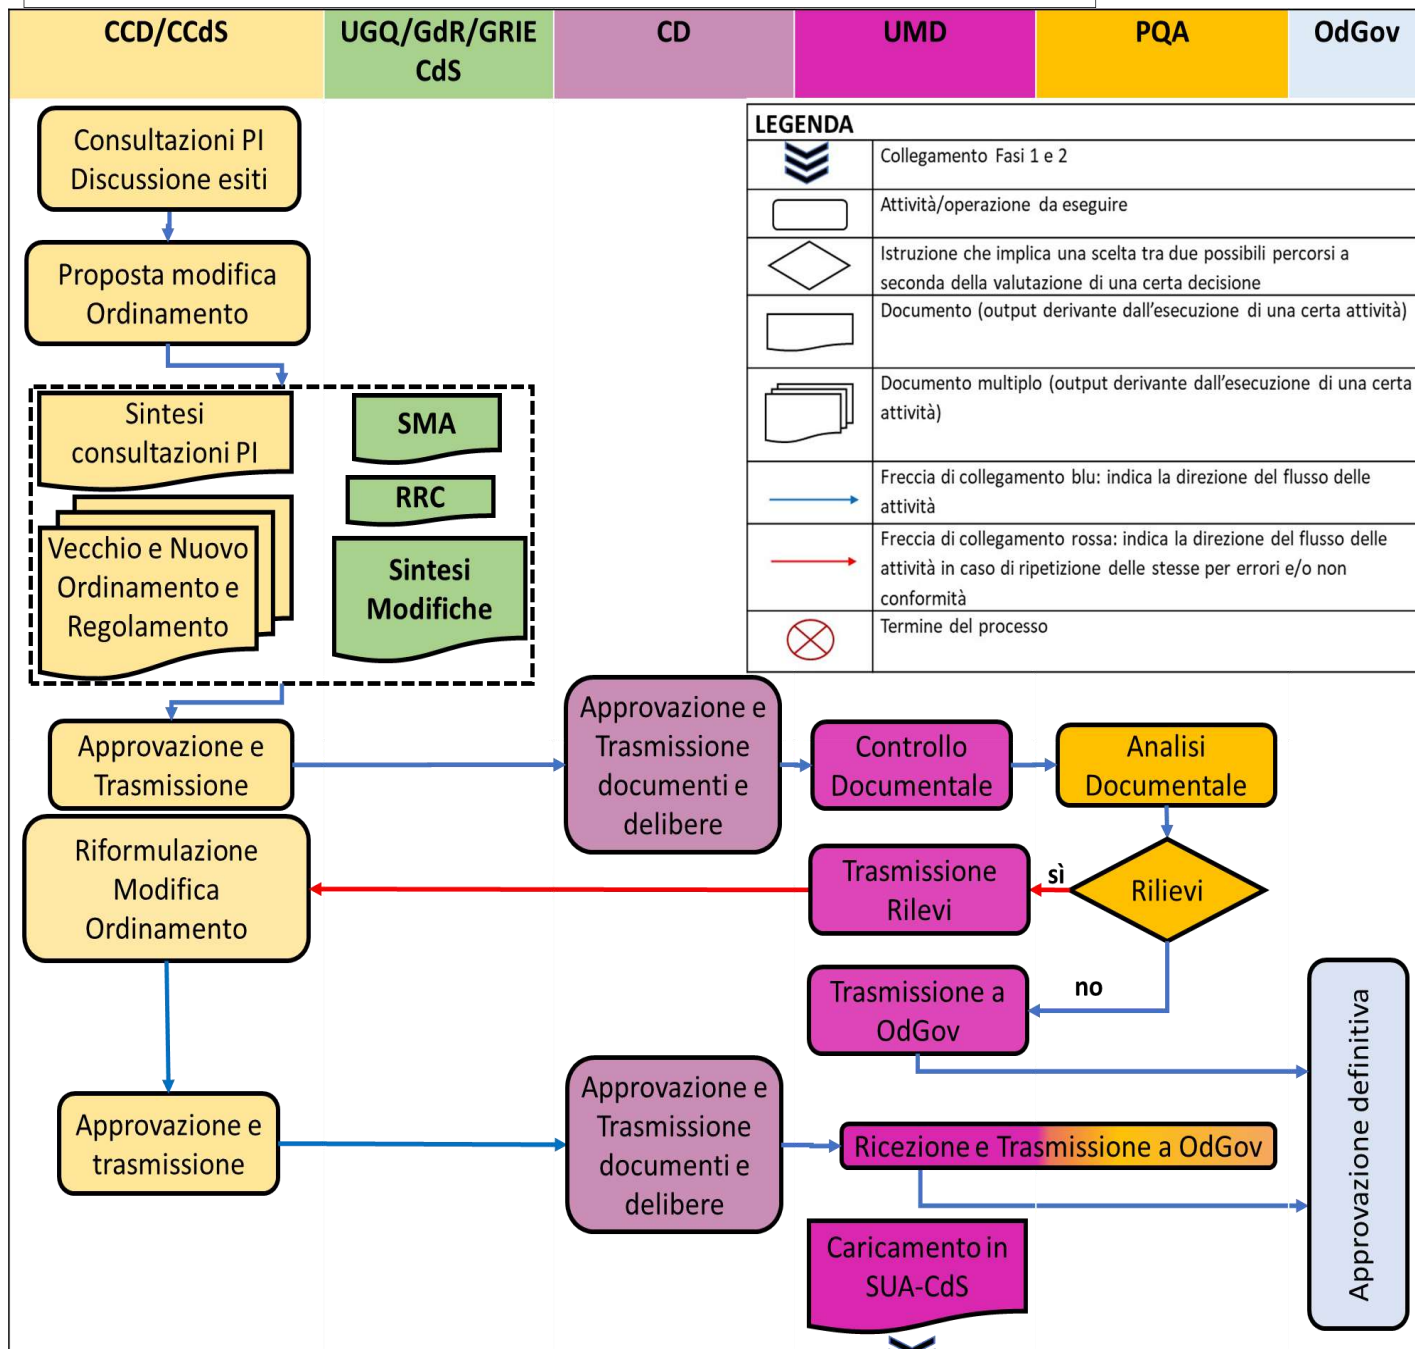 CCD/CCdS
UGQ/GdR/GRIE
CdS
CD
UMD
PQA
OdGov
Consultazioni PI
Discussione esiti
Proposta modifica
Ordinamento
Sintesi
consultazioni PI
Vecchio e Nuovo
Ordinamento e
Regolamento
SMA
RRC
Sintesi
Modifiche
LEGENDA
Collegamento Fasi 1 e 2
Attività/operazione da eseguire
Istruzione che implica una scelta tra due possibili percorsi a
seconda della valutazione di una certa decisione
Documento (output derivante dall'esecuzione di una certa attività)
Documento multiplo (output derivante dall'esecuzione di una certa
attività)
Freccia di collegamento blu: indica la direzione del flusso delle
attività
Freccia di collegamento rossa: indica la direzione del flusso delle
attività in caso di ripetizione delle stesse per errori e/o non
conformità
Termine del processo
Approvazione e
Trasmissione
Approvazione e
Trasmissione
documenti e
delibere
Controllo
Documentale
Analisi
Documentale
Riformulazione
Modifica
Ordinamento
Trasmissione
Rilevi
sì
Rilievi
no
Trasmissione a
OdGov
Approvazione definitiva
Approvazione e
trasmissione
Approvazione e
Trasmissione
documenti e
delibere
Ricezione e Trasmissione a OdGov
Caricamento in
SUA-CdS